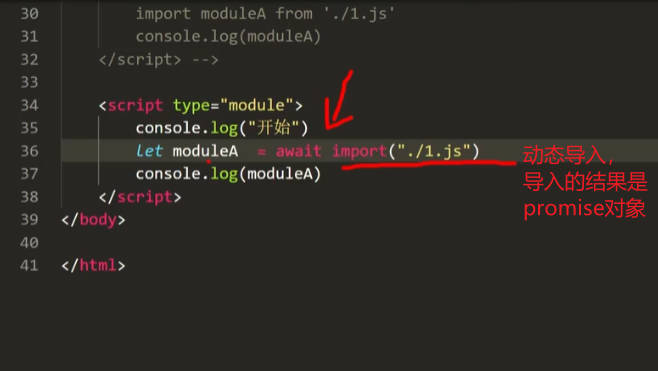 30 import moduleA from './1.js'
31 console.log(moduleA)
32 </script> -->
33
34 <script type="module">
35 console.log("开始")
36 let moduleA = await import("./1.js")
37 console.log(moduleA)
38 </script>
39 </body>
40
41 </html>
动态导入，
导入的结果是
promise对象